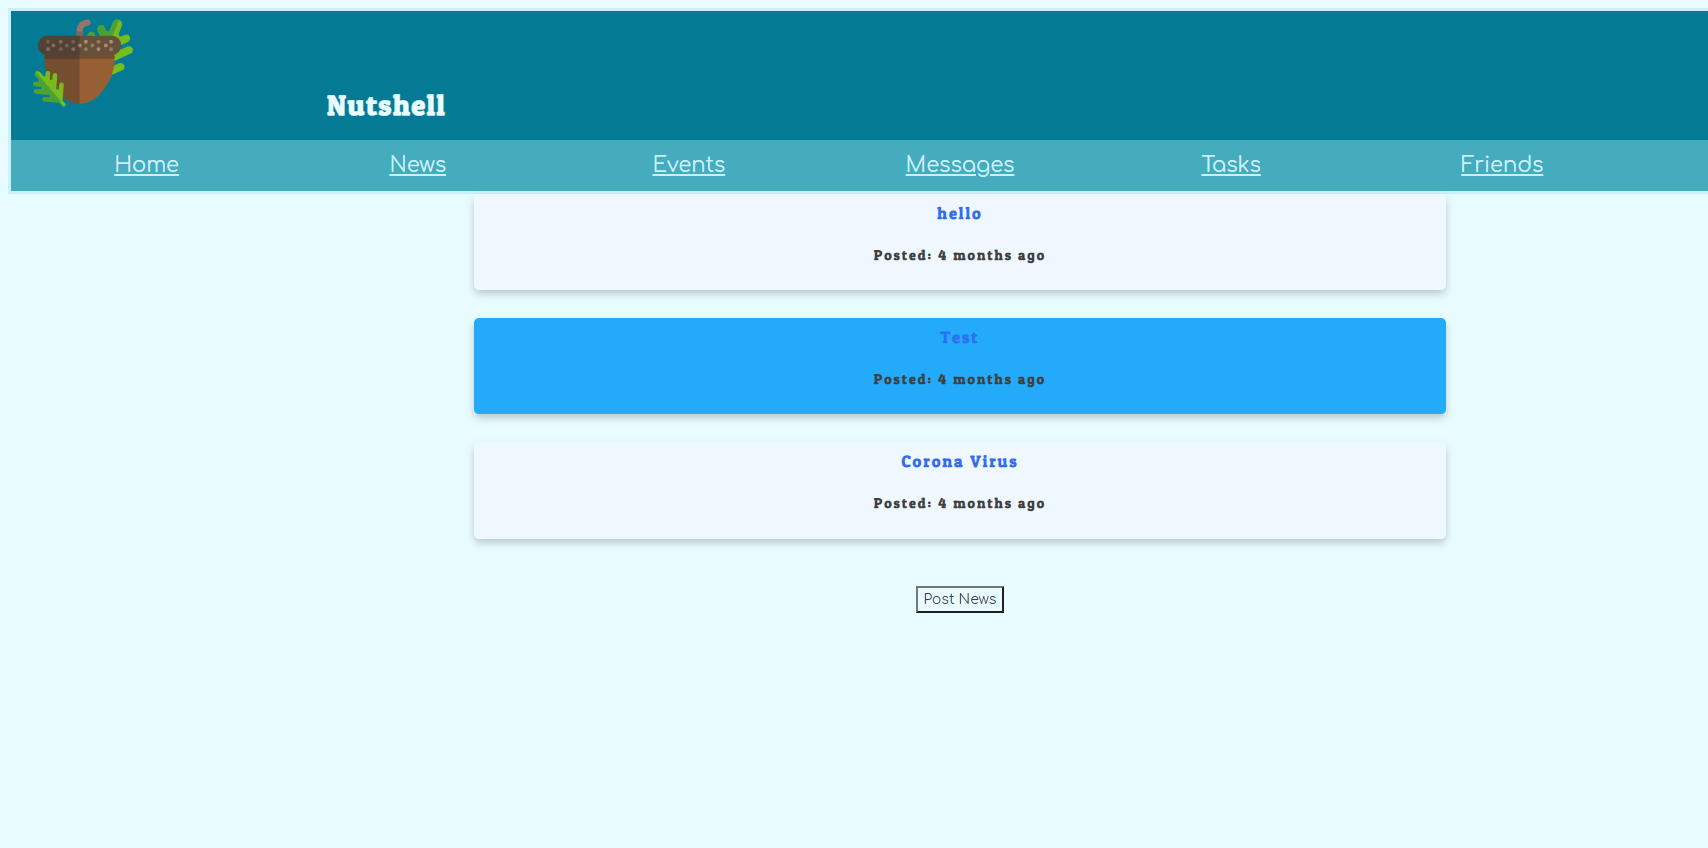 Nutshell
Home News Events Messages Tasks Friends
hello
Posted: 4 months ago
Test
Posted: 4 months ago
Corona Virus
Posted: 4 months ago
Post News